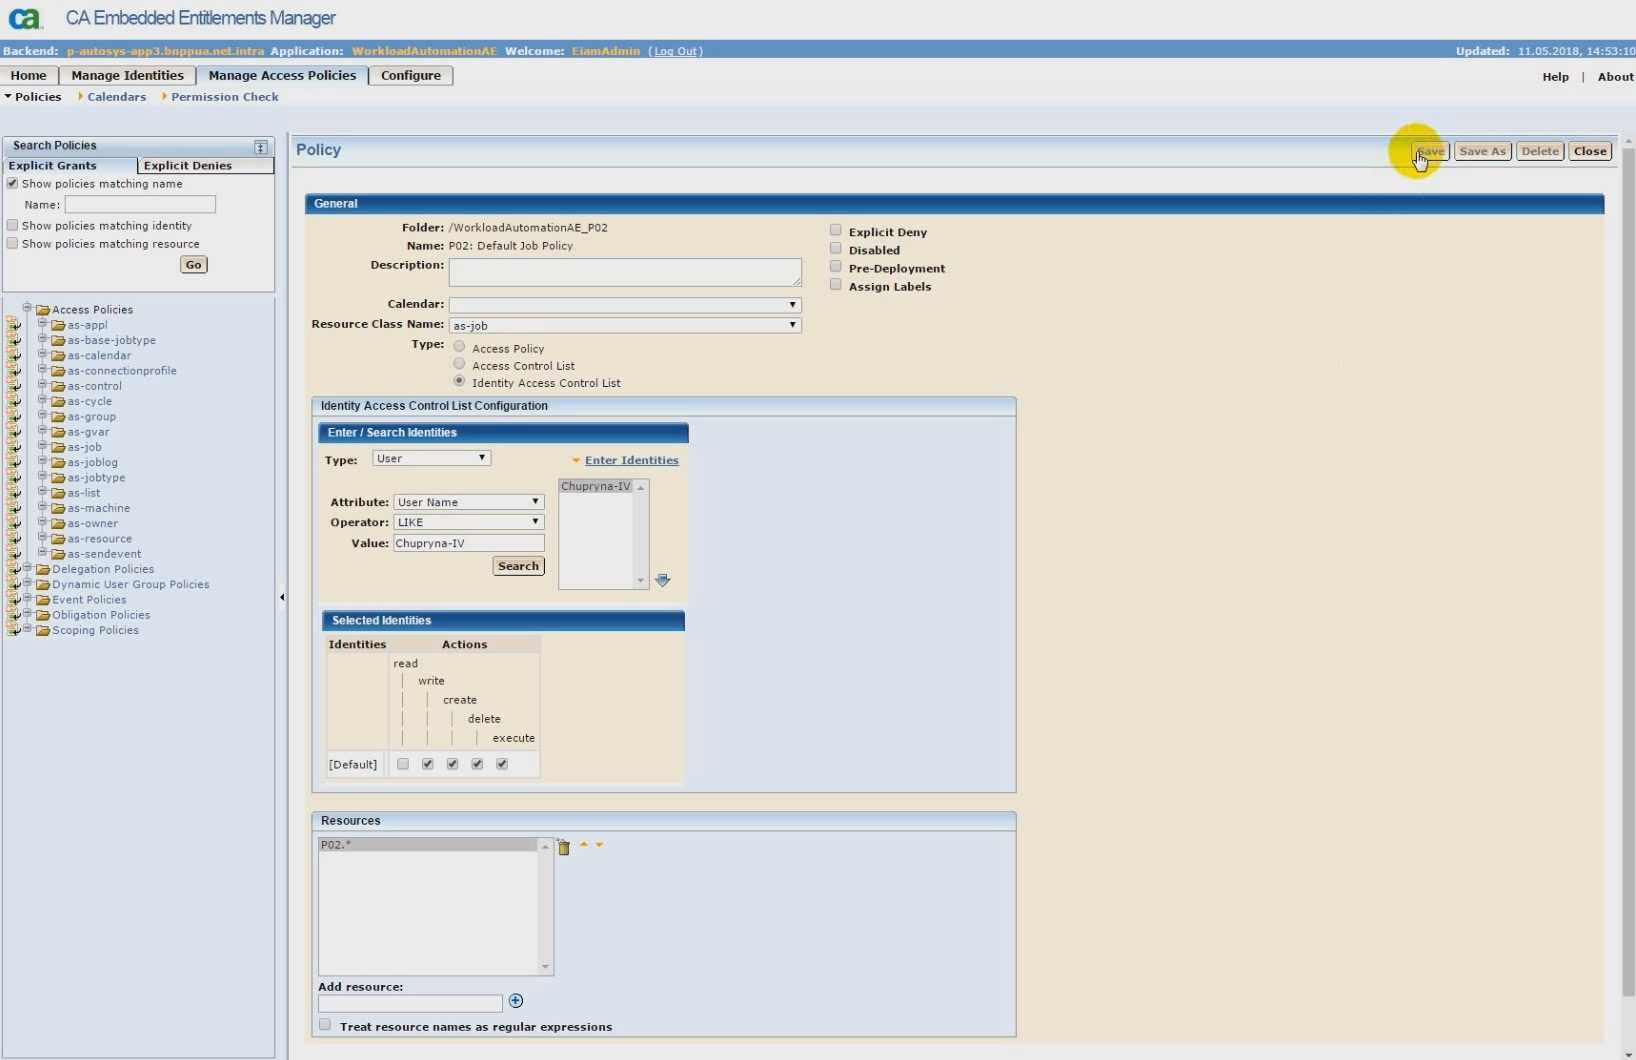 ca CA Embedded Entitlements Manager
Backend: p-autosys-app3.bnppua.net.intra Application: WorkloadAutomationAE Welcome: EiamAdmin (Log Out) Updated: 11.05.2018, 14:53:10
Home Manage Identities Manage Access Policies Configure Help | About
Policies Calendars Permission Check
Search Policies
Explicit Grants Explicit Denies
Show policies matching name
Name:
Show policies matching identity
Show policies matching resource
Go
Access Policies
as-appl
as-base-jobtype
as-calendar
as-connectionprofile
as-control
as-cycle
as-group
as-gvar
as-job
as-joblog
as-jobtype
as-list
as-machine
as-owner
as-resource
as-sendevent
Delegation Policies
Dynamic User Group Policies
Event Policies
Obligation Policies
Scoping Policies
Policy Save Save As Delete Close
General
Folder: /WorkloadAutomationAE_P02
Name: P02: Default Job Policy
Description:
Calendar:
Resource Class Name: as-job
Type: Access Policy
Access Control List
Identity Access Control List
Explicit Deny
Disabled
Pre-Deployment
Assign Labels
Identity Access Control List Configuration
Enter / Search Identities
Type: User Enter Identities
Attribute: User Name
Operator: LIKE
Value: Chupryna-IV
Search
Chupryna-IV
Selected Identities
Identities Actions
read
write
create
delete
execute
[Default]
Resources
P02.*
Add resource:
Treat resource names as regular expressions